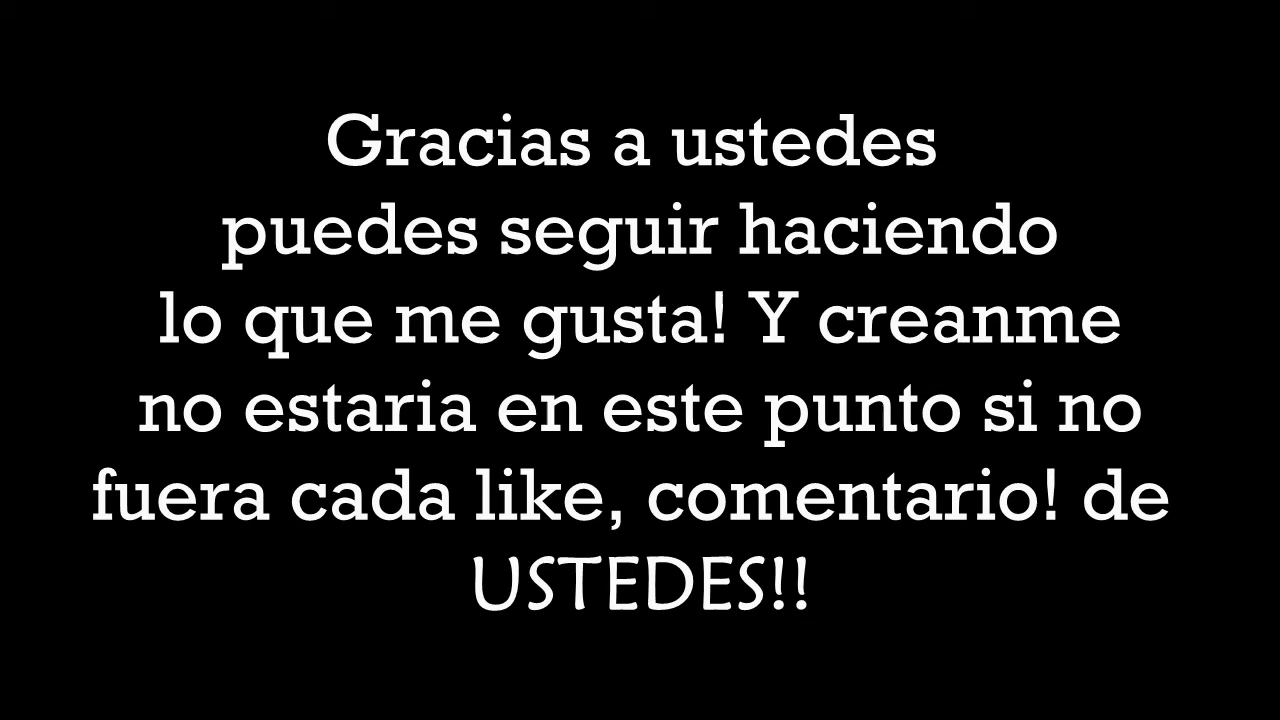 Gracias a ustedes
puedes seguir haciendo
lo que me gusta! Y creanme
no estaria en este punto si no
fuera cada like, comentario! de
USTEDES!!